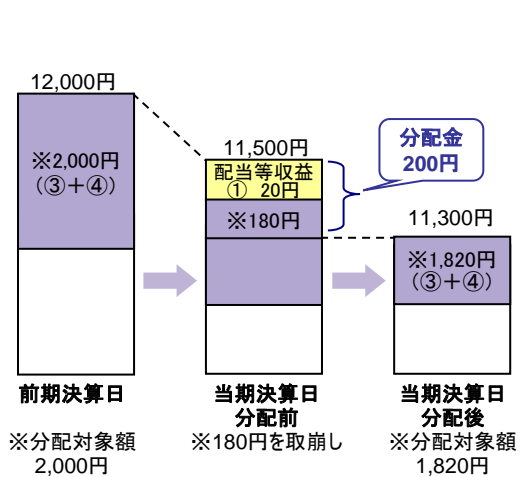 12,000円
※2,000円
（③＋④）
前期決算日
※分配対象額
2,000円
11,500円
配当等収益
① 20円
※180円
当期決算日
分配前
※180円を取崩し
分配金
200円
11,300円
※1,820円
（③＋④）
当期決算日
分配後
※分配対象額
1,820円